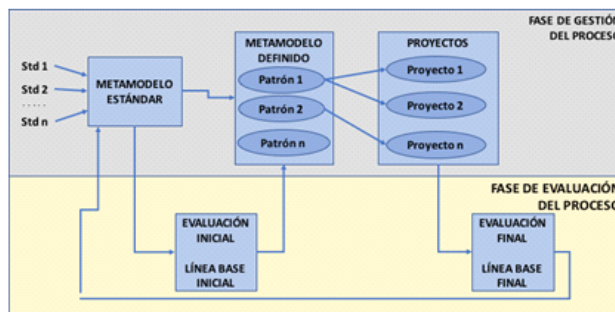 FASE DE GESTIÓN
DEL PROCESO
Std 1
Std 2
.....
Std n
METAMODELO
ESTÁNDAR
METAMODELO
DEFINIDO
Patrón 1
Patrón 2
Patrón n
PROYECTOS
Proyecto 1
Proyecto 2
Proyecto n
FASE DE EVALUACIÓN
DEL PROCESO
EVALUACIÓN
INICIAL
LÍNEA BASE
INICIAL
EVALUACIÓN
FINAL
LÍNEA BASE
FINAL